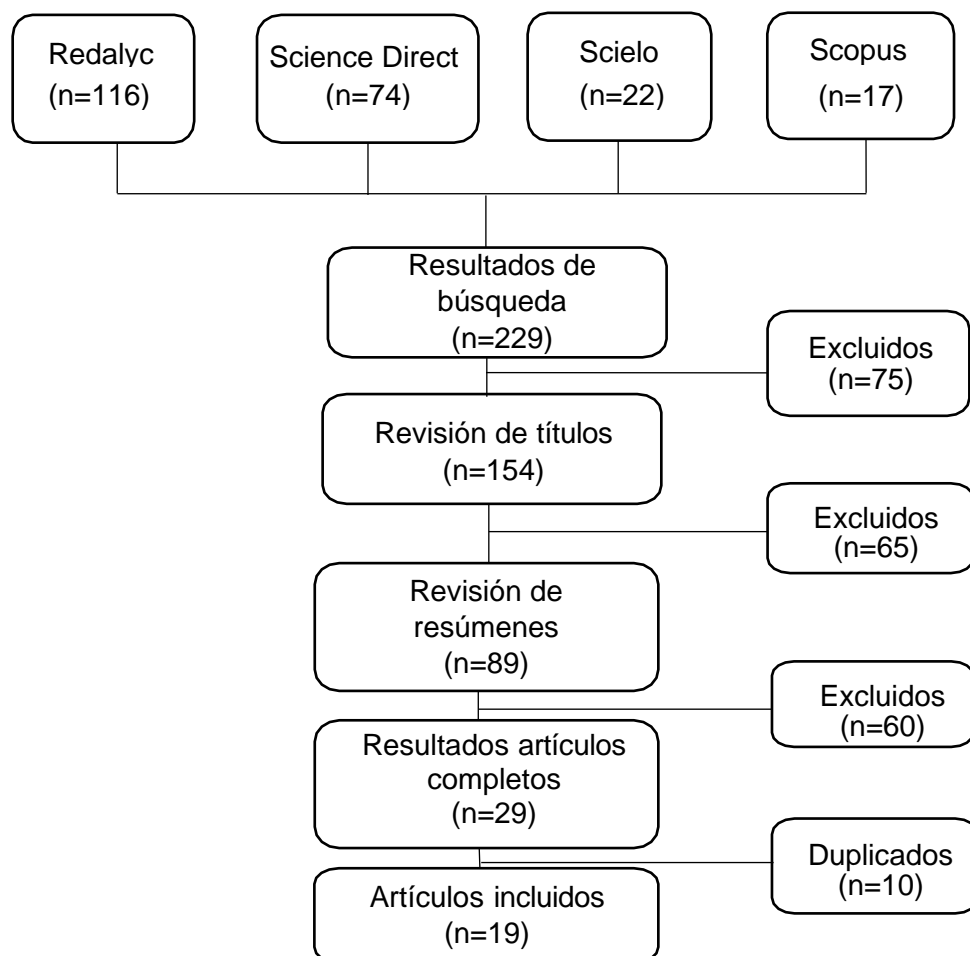 Redalyc
(n=116)
Science Direct
(n=74)
Scielo
(n=22)
Scopus
(n=17)
Resultados de
búsqueda
(n=229)
Excluidos
(n=75)
Revisión de títulos
(n=154)
Excluidos
(n=65)
Revisión de
resúmenes
(n=89)
Excluidos
(n=60)
Resultados artículos
completos
(n=29)
Duplicados
(n=10)
Artículos incluidos
(n=19)